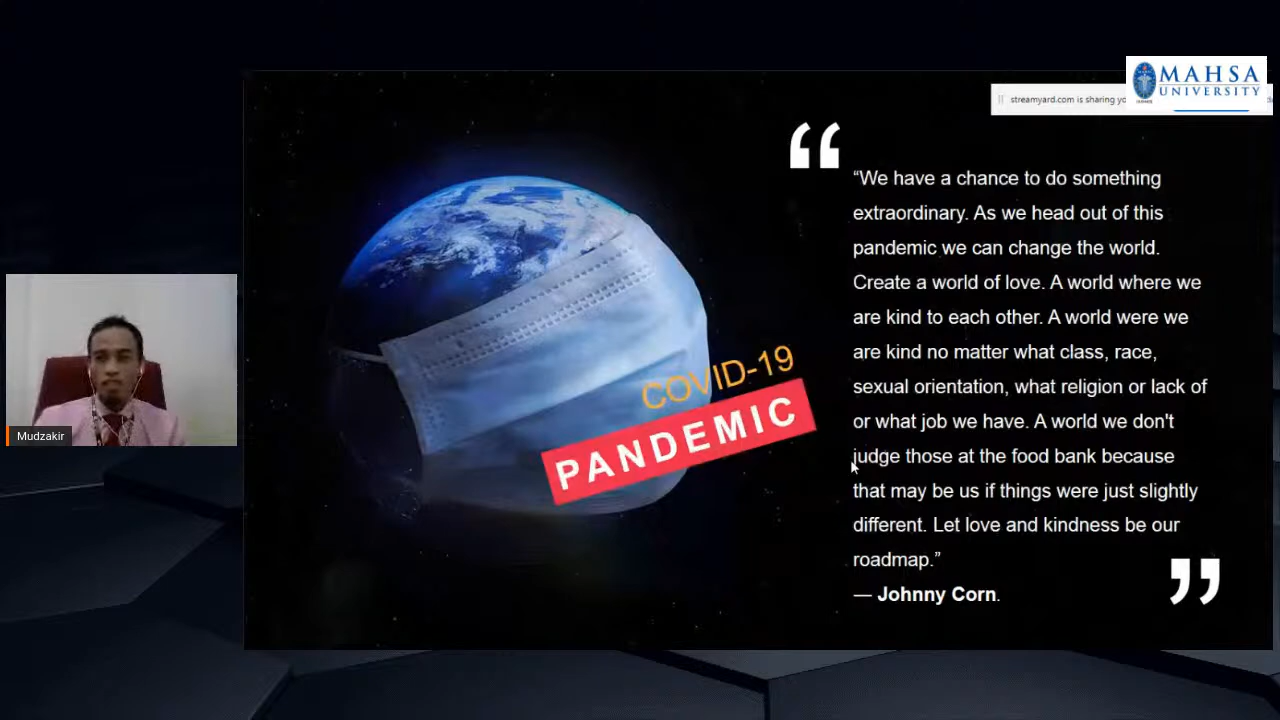 MAHSA
UNIVERSITY
streamyard.com is sharing
“We have a chance to do something
extraordinary. As we head out of this
pandemic we can change the world.
Create a world of love. A world where we
are kind to each other. A world were we
are kind no matter what class, race,
sexual orientation, what religion or lack of
or what job we have. A world we don't
judge those at the food bank because
that may be us if things were just slightly
different. Let love and kindness be our
roadmap.”
— Johnny Corn.
COVID-19
PANDEMIC
Mudzakir